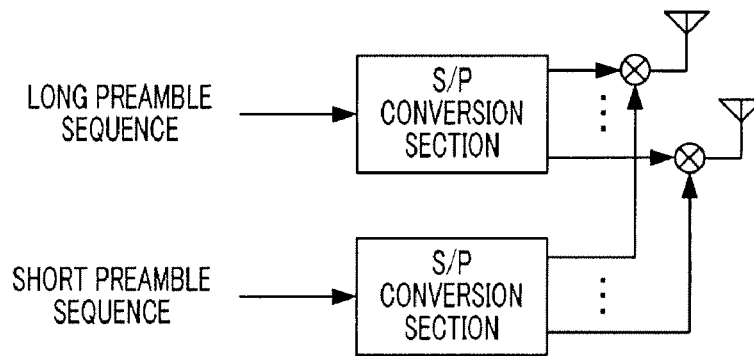 LONG PREAMBLE
SEQUENCE
S/P
CONVERSION
SECTION
SHORT PREAMBLE
SEQUENCE
S/P
CONVERSION
SECTION